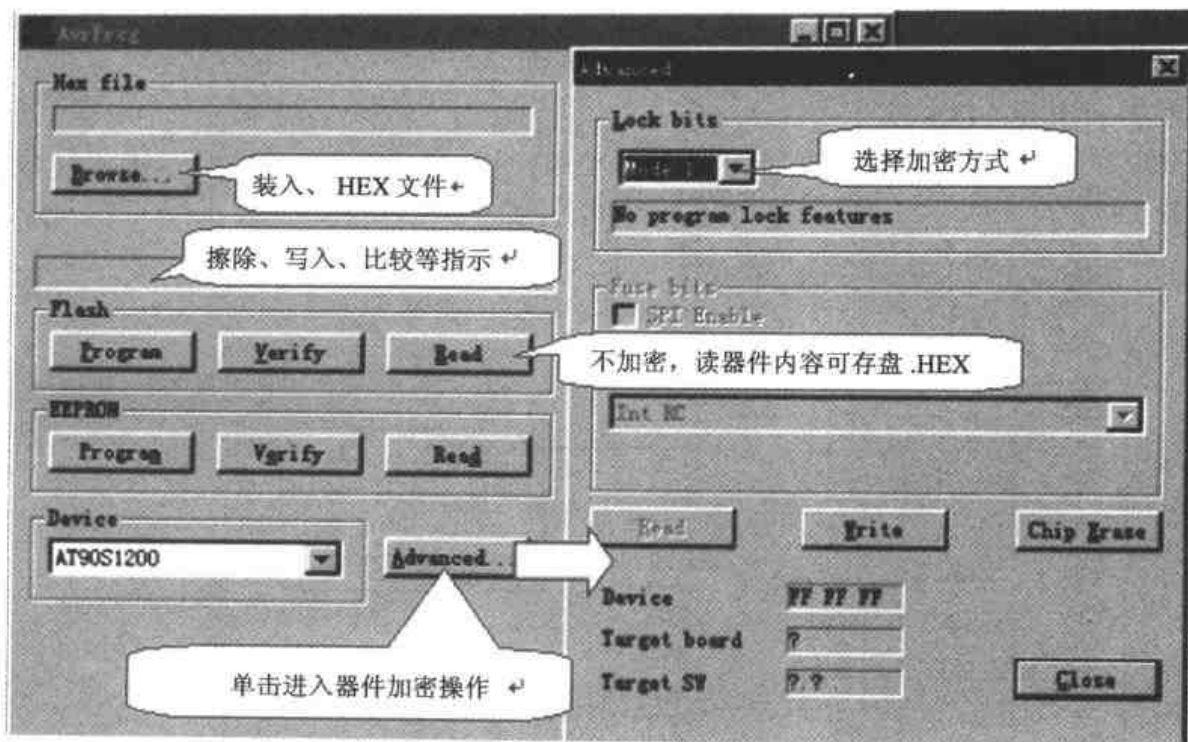 AvrProg
Hex file
Browse...
装入、 HEX 文件
擦除、写入、比较等指示
Flash
Program
Verify
Read
EEPROM
Program
Verify
Read
Device
AT90S1200
Advanced...
单击进入器件加密操作
Advanced
Lock bits
Mode 1
选择加密方式
No program lock features
Fuse bits
SPI Enable
不加密，读器件内容可存盘 .HEX
Int RC
Read
Write
Chip Erase
Device
FF FF FF
Target board
?
Target SW
?.?
Close